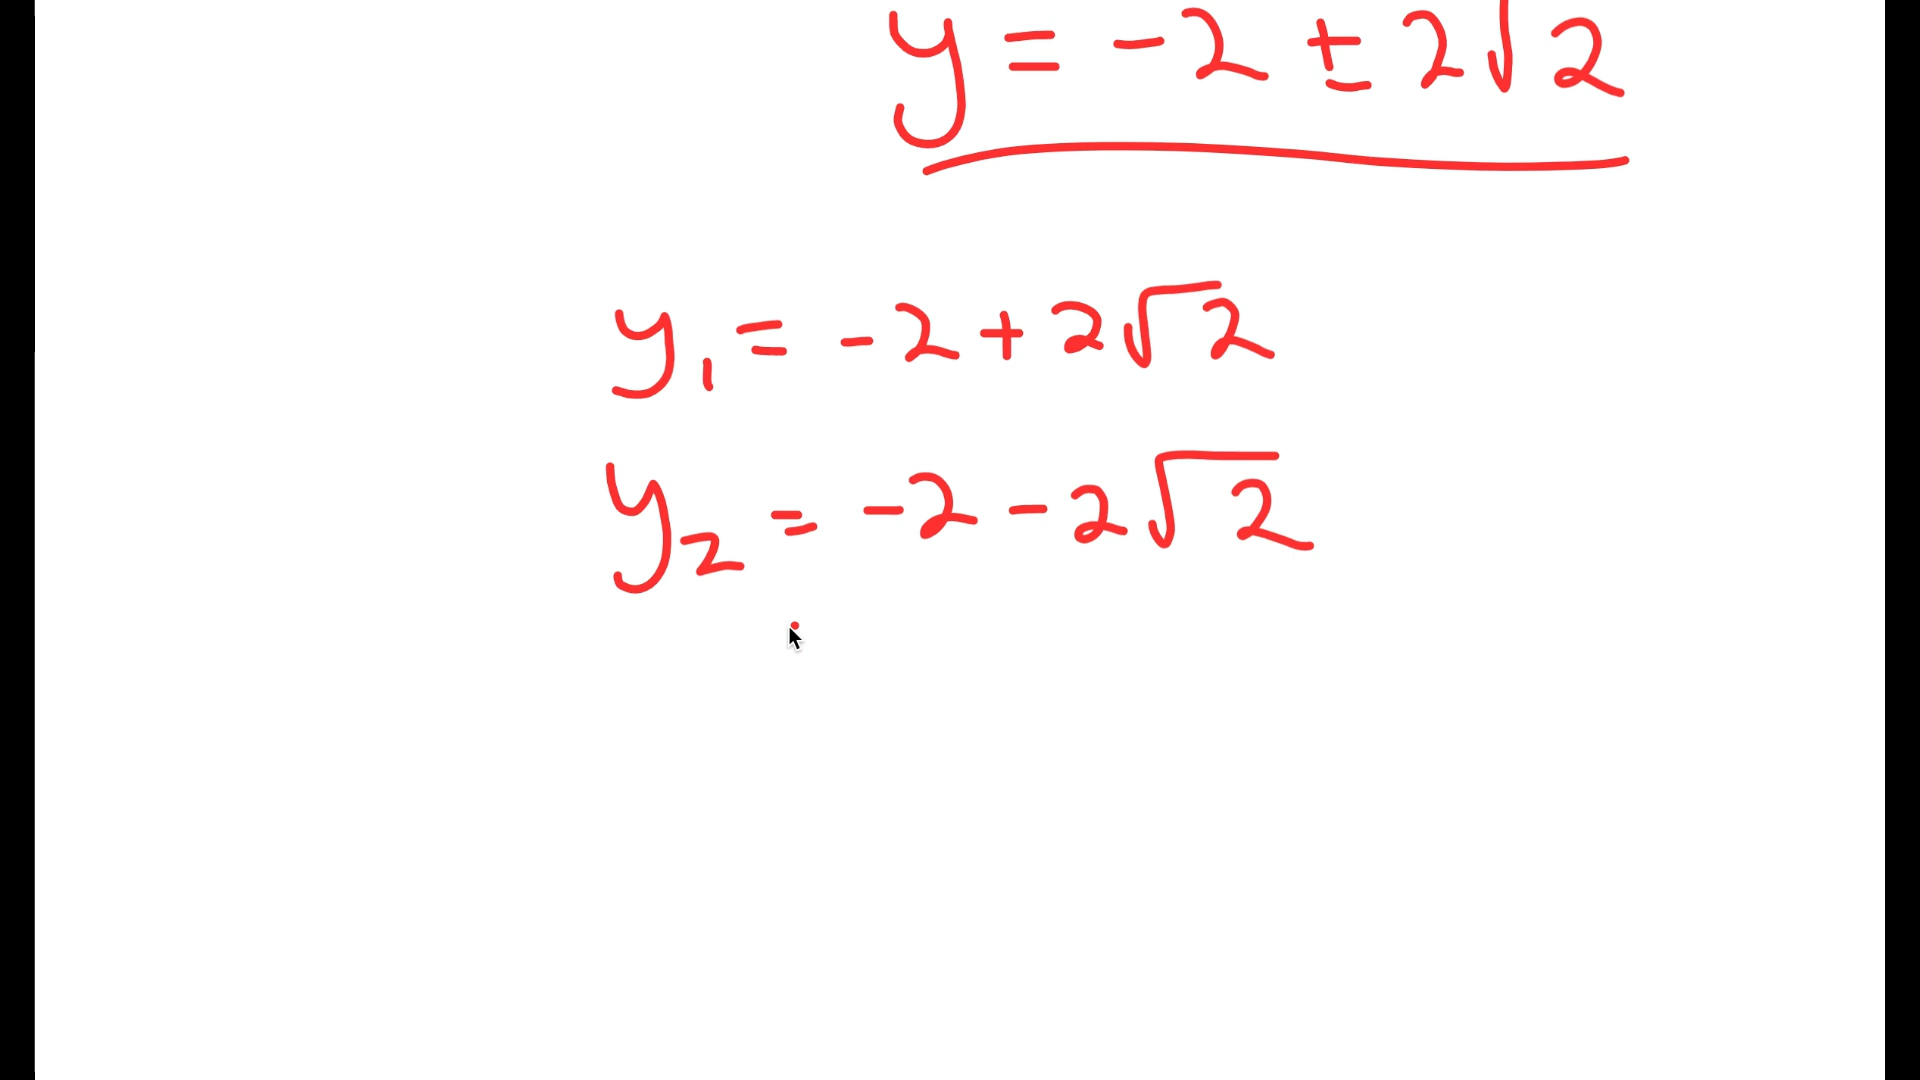 y = -2 ± 2√2
y₁ = -2 + 2√2
y₂ = -2 - 2√2